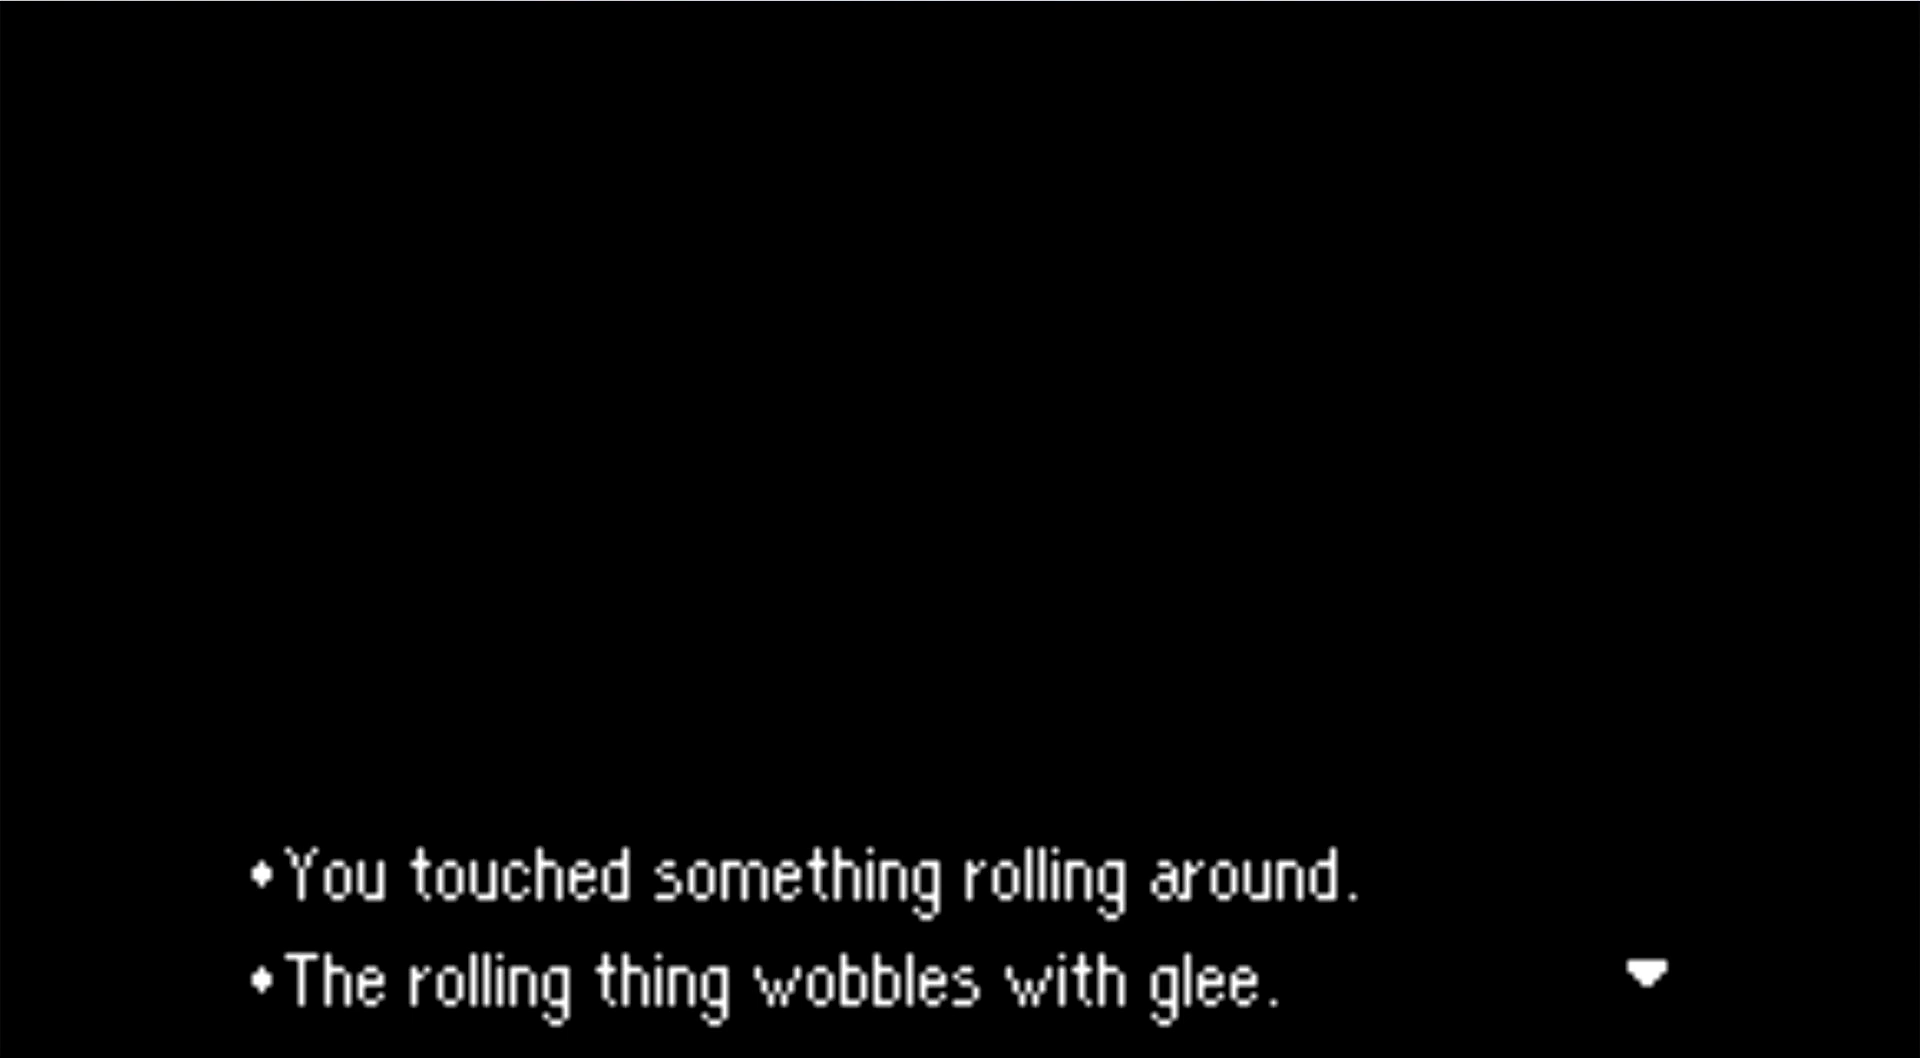 •You touched something rolling around.
•The rolling thing wobbles with glee.